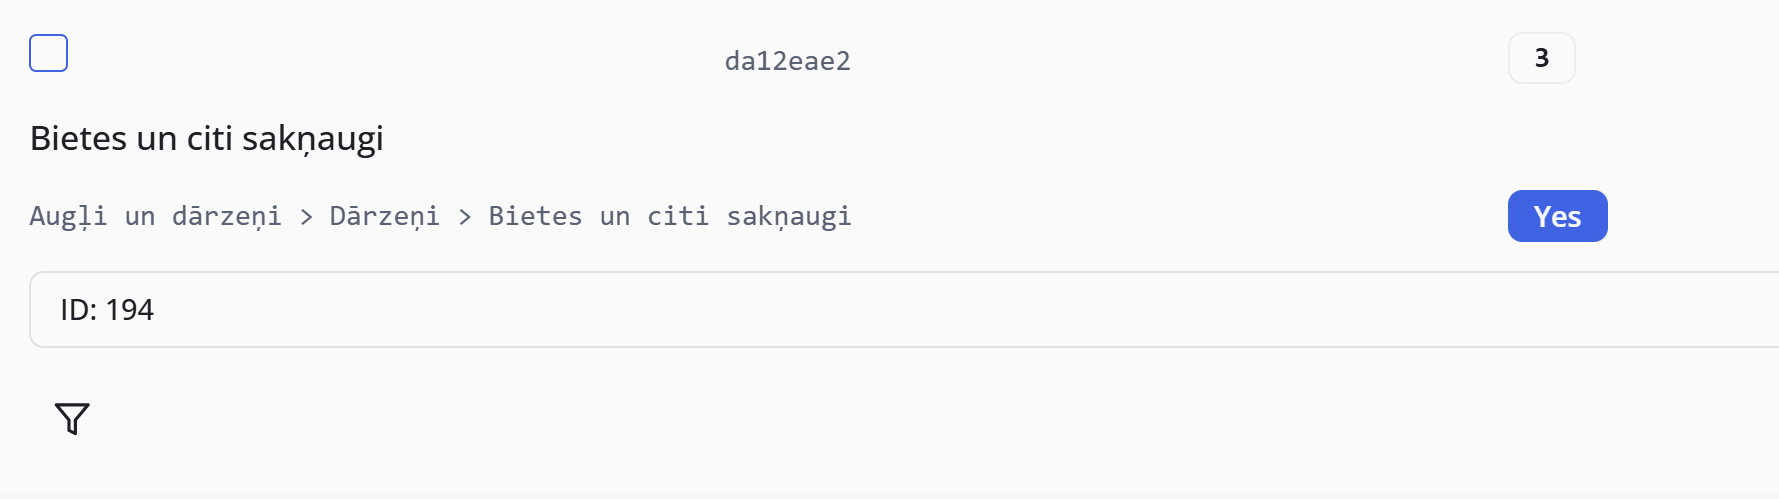 da12eae2
3
Bietes un citi sakņaugi
Augļi un dārzeņi > Dārzeņi > Bietes un citi sakņaugi
Yes
ID: 194